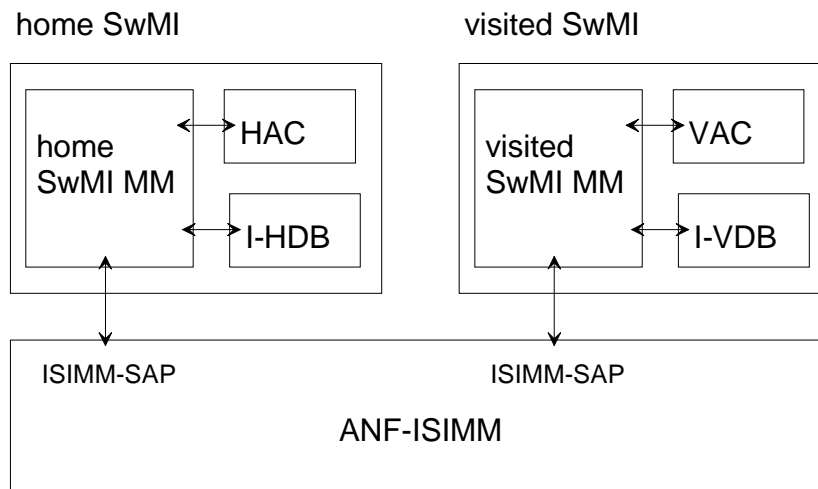 home SwMI
visited SwMI
home
SwMI MM
HAC
I-HDB
visited
SwMI MM
VAC
I-VDB
ISIMM-SAP
ISIMM-SAP
ANF-ISIMM